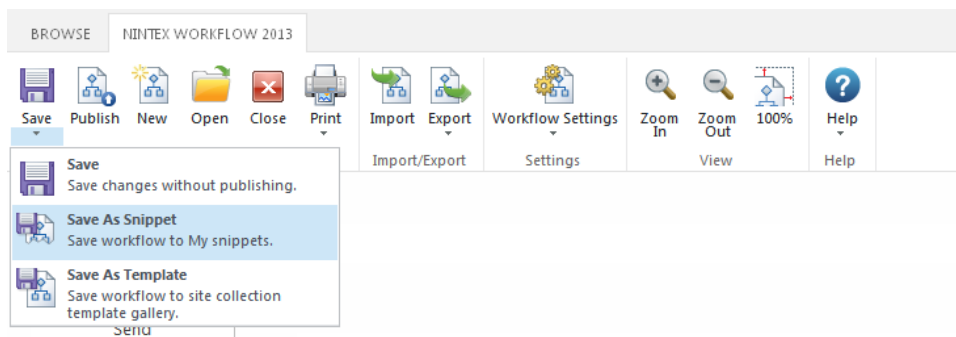 BROWSE NINTEX WORKFLOW 2013
Save Publish New Open Close Print Import Export Workflow Settings Zoom In Zoom Out 100% Help
Import/Export Settings View Help
Save
Save changes without publishing.
Save As Snippet
Save workflow to My snippets.
Save As Template
Save workflow to site collection
template gallery.
Send